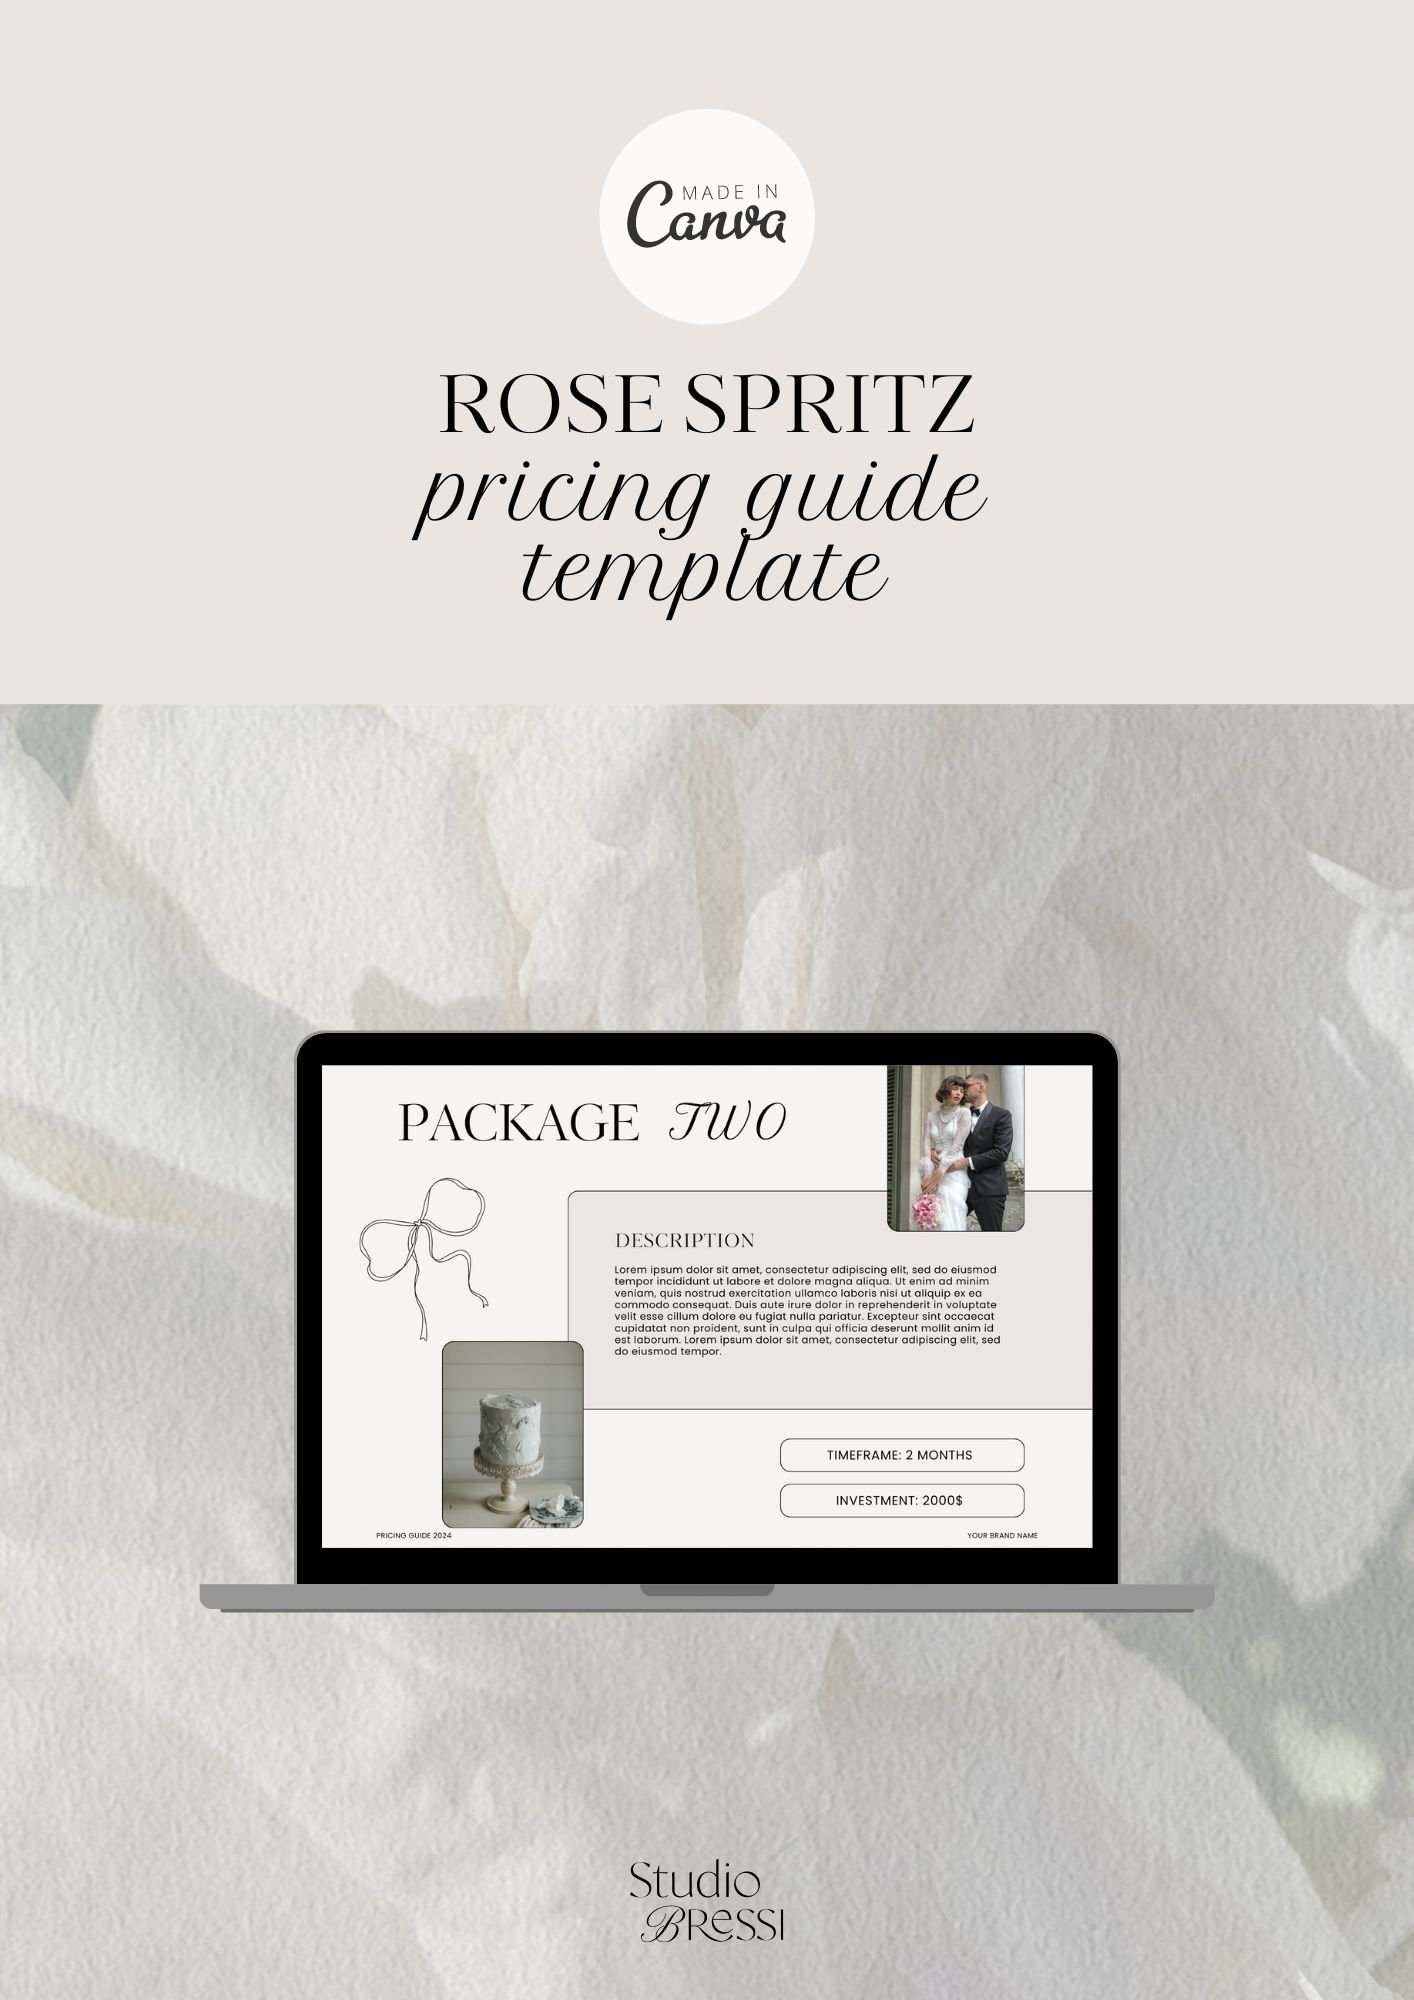 MADE IN
Canva
ROSE SPRITZ
pricing guide
template
PACKAGE TWO
DESCRIPTION
Lorem ipsum dolor sit amet, consectetur adipiscing elit, sed do eiusmod
tempor incididunt ut labore et dolore magna aliqua. Ut enim ad minim
veniam, quis nostrud exercitation ullamco laboris nisi ut aliquip ex ea
commodo consequat. Duis aute irure dolor in reprehenderit in voluptate
velit esse cillum dolore eu fugiat nulla pariatur. Excepteur sint occaecat
cupidatat non proident, sunt in culpa qui officia deserunt mollit anim id
est laborum. Lorem ipsum dolor sit amet, consectetur adipiscing elit, sed
do eiusmod tempor.
TIMEFRAME: 2 MONTHS
INVESTMENT: 2000$
PRICING GUIDE 2024
YOUR BRAND NAME
Studio
BReSSI